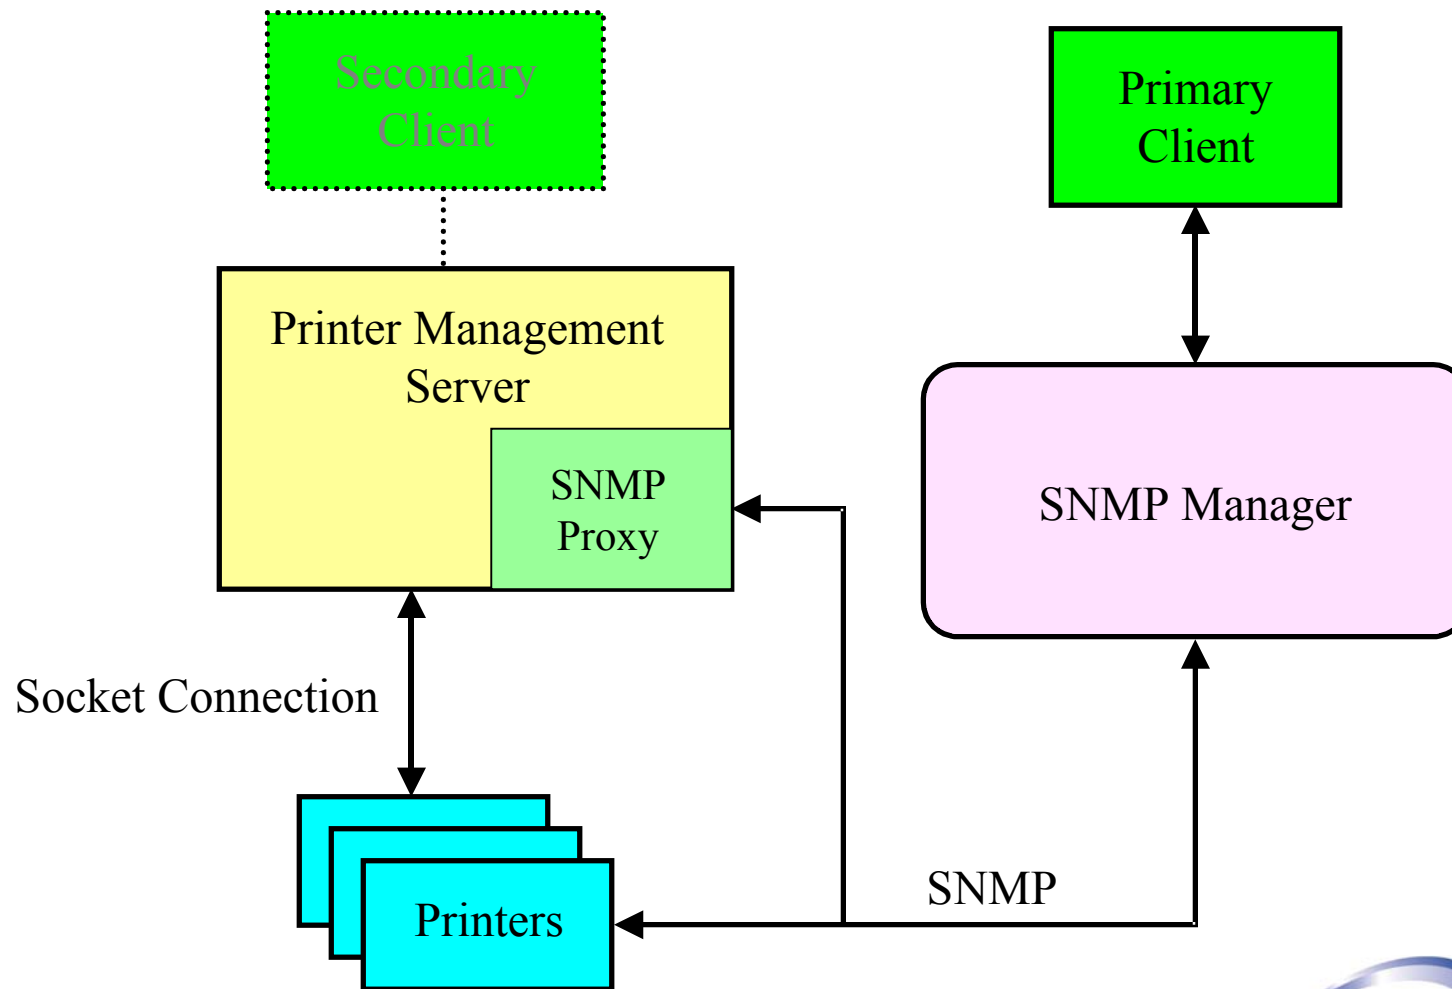 Secondary
Client
Primary
Client
Printer Management
Server
SNMP
Proxy
SNMP Manager
Socket Connection
SNMP
Printers